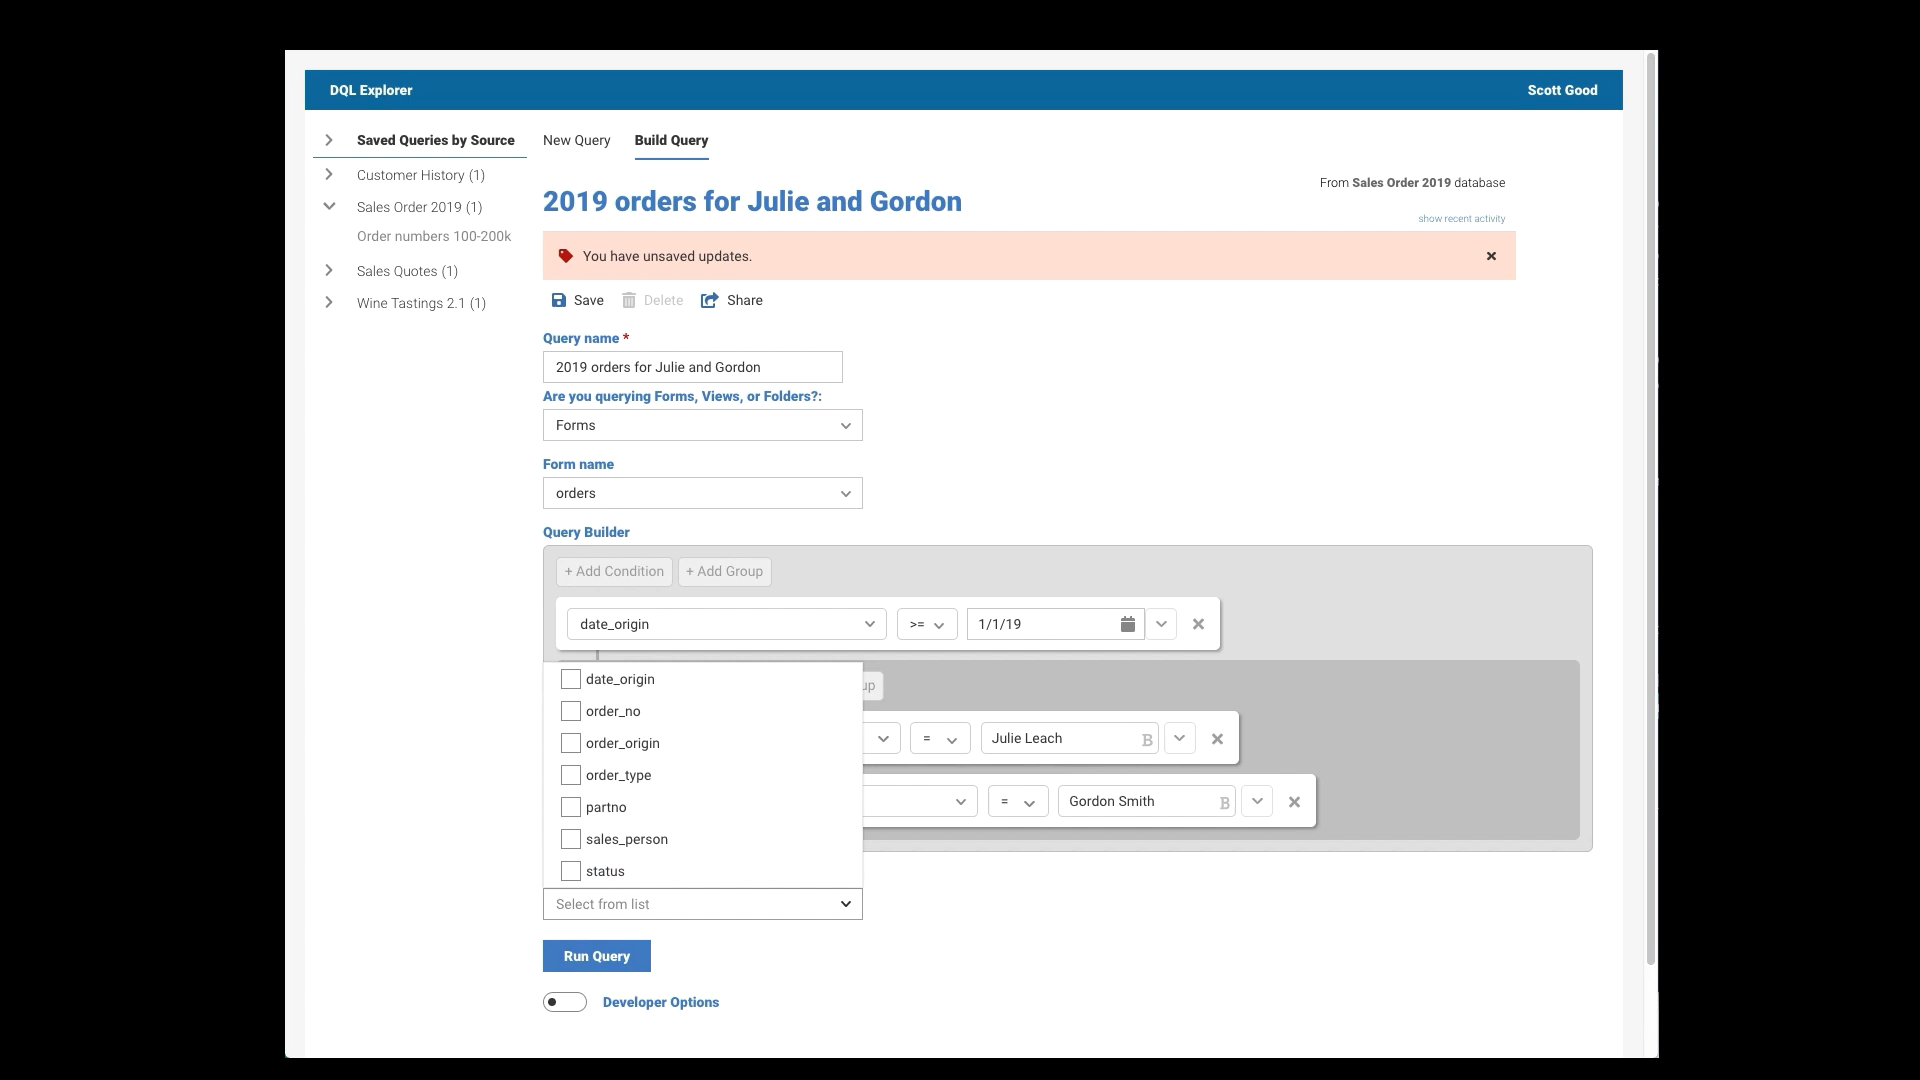 DQL Explorer
Scott Good
Saved Queries by Source
New Query
Build Query
Customer History (1)
Sales Order 2019 (1)
Order numbers 100-200k
Sales Quotes (1)
Wine Tastings 2.1 (1)
From Sales Order 2019 database
2019 orders for Julie and Gordon
show recent activity
You have unsaved updates.
Save
Delete
Share
Query name *
2019 orders for Julie and Gordon
Are you querying Forms, Views, or Folders?:
Forms
Form name
orders
Query Builder
+ Add Condition
+ Add Group
date_origin
>=
1/1/19
date_origin
up
order_no
order_origin
= Julie Leach
order_type
partno
= Gordon Smith
sales_person
status
Select from list
Run Query
Developer Options